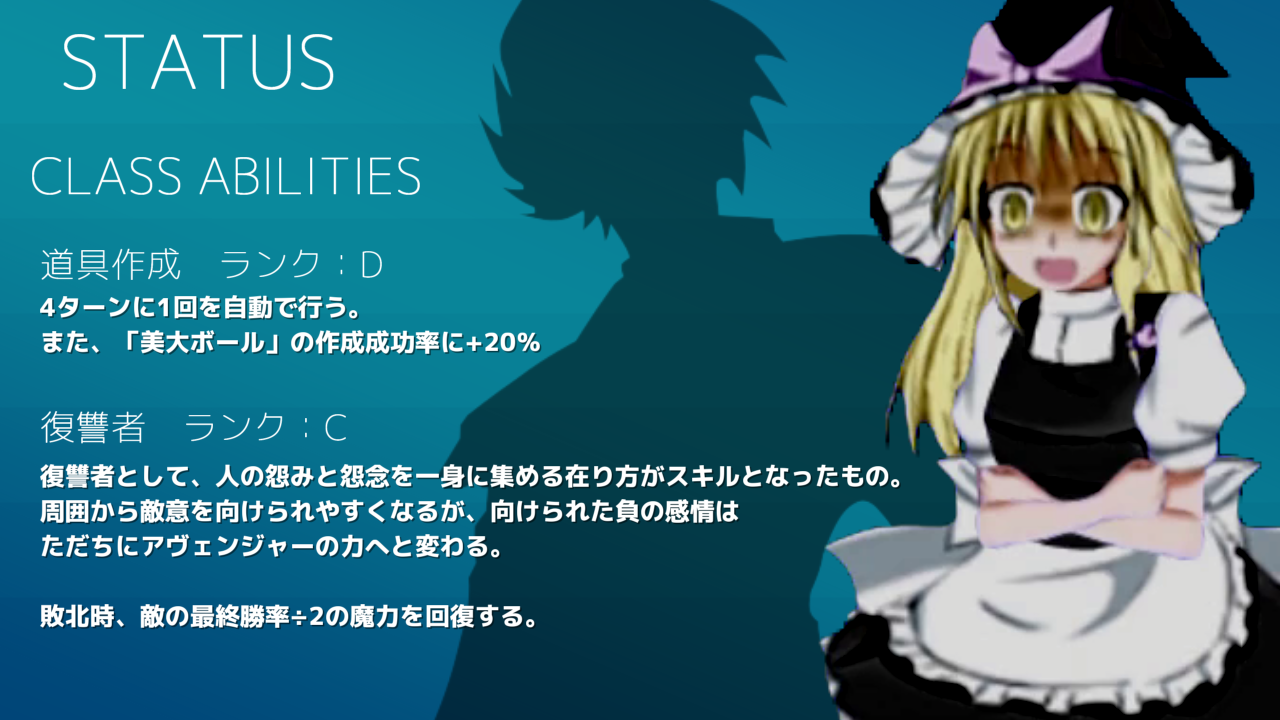 STATUS
CLASS ABILITIES
道具作成　ランク：D
4ターンに1回を自動で行う。
また、「美大ボール」の作成成功率に+20%
復讐者　ランク：C
復讐者として、人の怨みと怨念を一身に集める在り方がスキルとなったもの。
周囲から敵意を向けられやすくなるが、向けられた負の感情は
ただちにアヴェンジャーの力へと変わる。
敗北時、敵の最終勝率÷2の魔力を回復する。